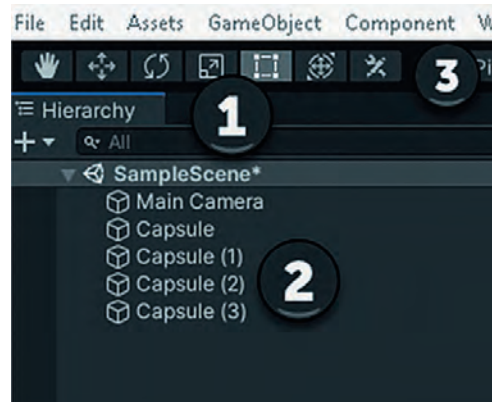 File Edit Assets GameObject Component
3 Pi
Hierarchy
1
All
SampleScene*
Main Camera
Capsule
Capsule (1)
Capsule (2)
2
Capsule (3)